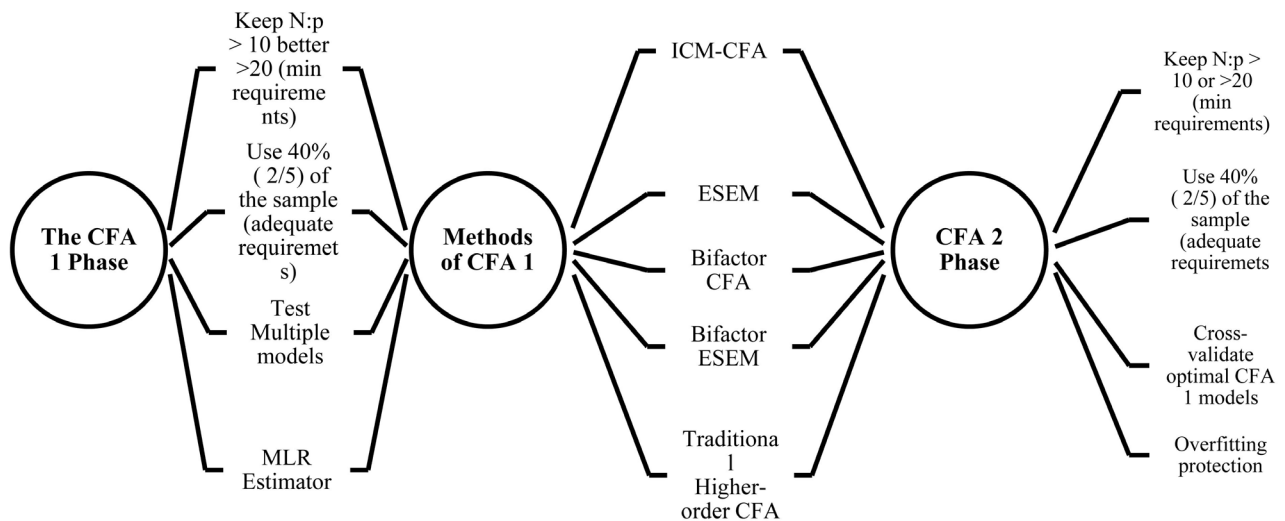 The CFA
1 Phase
Keep N:p
> 10 better
>20 (min
requireme
nts)
Use 40%
( 2/5) of
the sample
(adequate
requiremet
s)
Test
Multiple
models
MLR
Estimator
Methods
of CFA 1
ICM-CFA
ESEM
Bifactor
CFA
Bifactor
ESEM
Traditiona
l
Higher-
order CFA
CFA 2
Phase
Keep N:p >
10 or >20
(min
requirements)
Use 40%
( 2/5) of the
sample
(adequate
requiremets
Cross-
validate
optimal CFA
1 models
Overfitting
protection